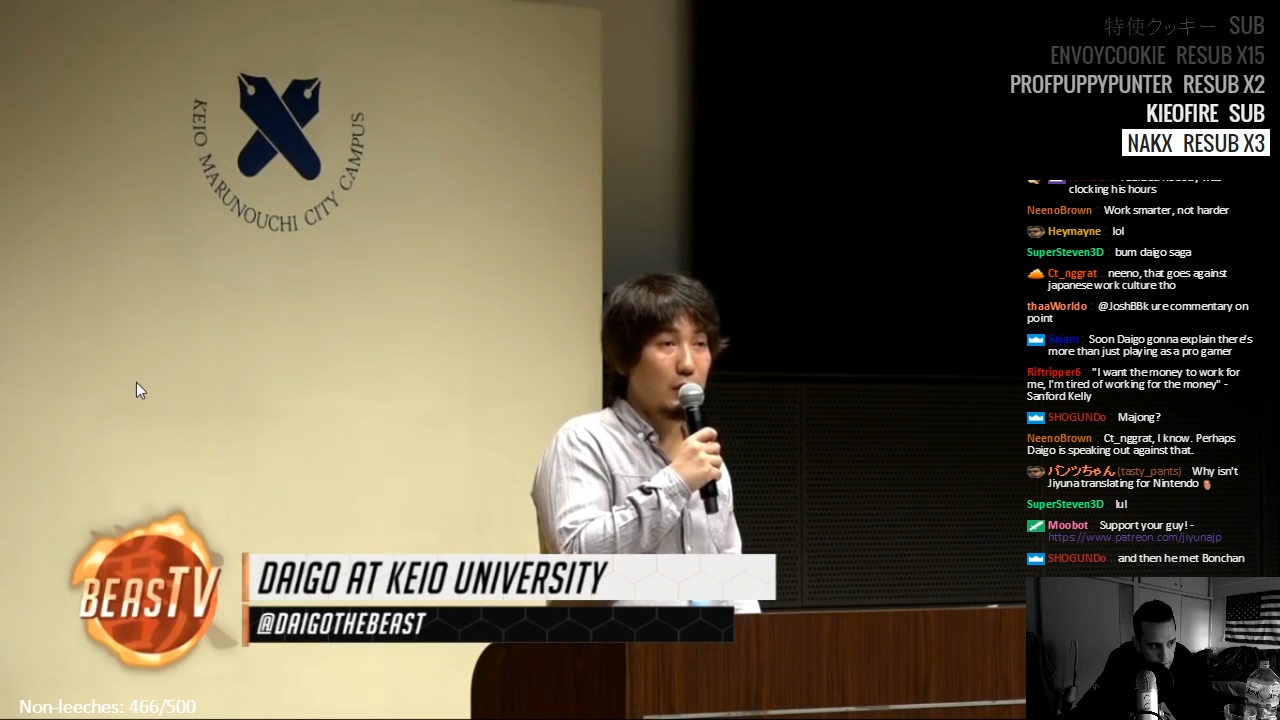 KEIO MARUNOUCHI CITY CAMPUS
BEASTV
DAIGO AT KEIO UNIVERSITY
@DAIGOTHEBEAST
Non-leeches: 466/500
特使クッキー SUB
ENVOYCOOKIE RESUB X15
PROFPUPPYPUNTER RESUB X2
KIEOFIRE SUB
NAKX RESUB X3
clocking his hours
NeenoBrown: Work smarter, not harder
Heymayne: lol
SuperSteven3D: bum daigo saga
Ct_nggrat: neeno, that goes against
japanese work culture tho
thaaWorldo: @JoshBBk ure commentary on
point
Sajam: Soon Daigo gonna explain there's
more than just playing as a pro gamer
Riftripper6: "I want the money to work for
me, I'm tired of working for the money" -
Sanford Kelly
SHOGUNDo: Majong?
NeenoBrown: Ct_nggrat, I know. Perhaps
Daigo is speaking out against that.
パンツちゃん (tasty_pants): Why isn't
Jiyuna translating for Nintendo
SuperSteven3D: lul
Moobot: Support your guy! -
https://www.patreon.com/jiyunajp
SHOGUNDo: and then he met Bonchan